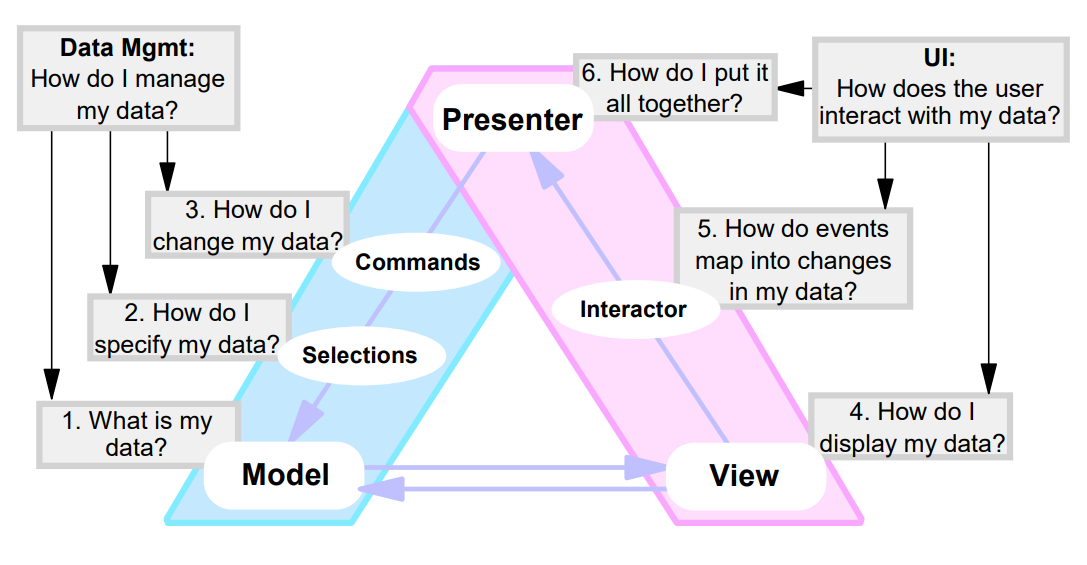 Data Mgmt:
How do I manage
my data?
UI:
How does the user
interact with my data?
6. How do I put it
all together?
Presenter
3. How do I
change my data?
Commands
5. How do events
map into changes
in my data?
Interactor
2. How do I
specify my data?
Selections
1. What is my
data?
4. How do I
display my data?
Model
View